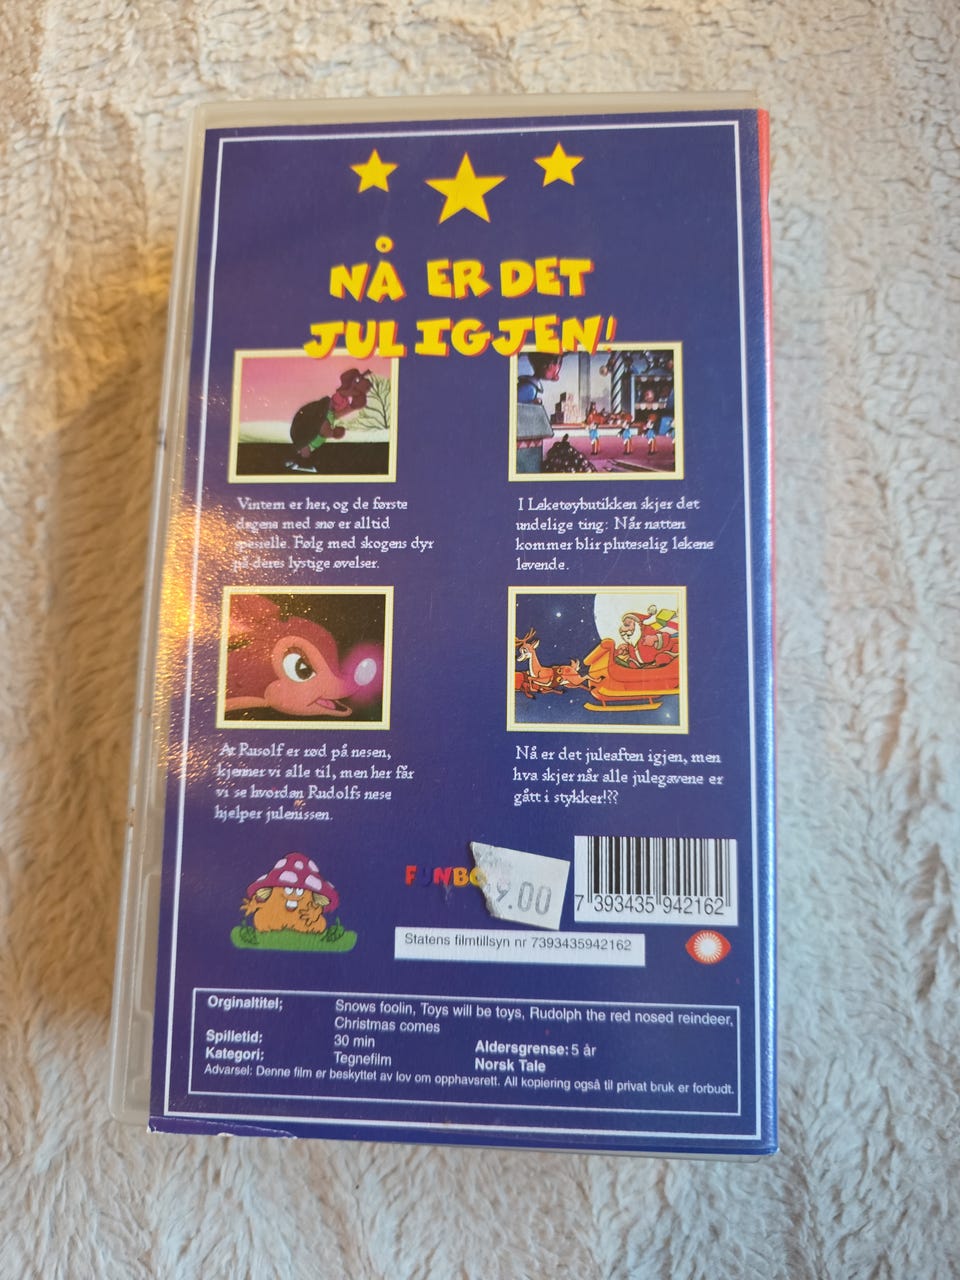 NÅ ER DET
JUL IGJEN!
Vintern er her, og de første
dagens med snø er alltid
spesielle. Følg med skogens dyr
på deres lystige øvelser.
I Leketøybutikken skjer det
undelige ting: Når natten
kommer blir pluteselig lekene
levende.
At Rusolf er rød på nesen,
kjenner vi alle til, men her får
vi se hvordan Rudolfs nese
hjelper julenissen.
Nå er det juleaften igjen, men
hva skjer når alle julegavene er
gått i stykker!??
9.00
7 393435 942162
Statens filmtillsyn nr 7393435942162
Orginaltitel; Snows foolin, Toys will be toys, Rudolph the red nosed reindeer,
Christmas comes
Spilletid: 30 min
Aldersgrense: 5 år
Kategori: Tegnefilm
Norsk Tale
Advarsel: Denne film er beskyttet av lov om opphavsrett. All kopiering også til privat bruk er forbudt.